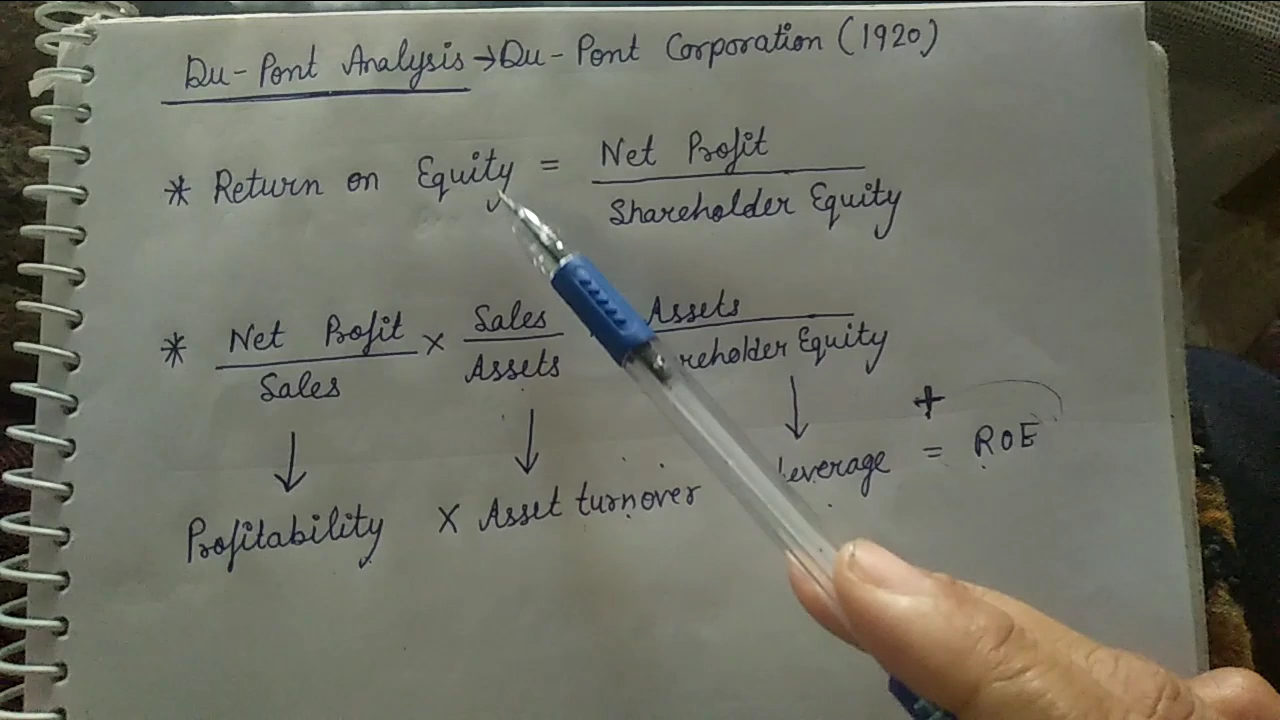 Du-Pont Analysis → Du-Pont Corporation (1920)
* Return on Equity = Net Profit
Shareholder Equity
* Net Profit × Sales Assets
Sales Assets Equity
+
Profitability × Asset turnover = ROE